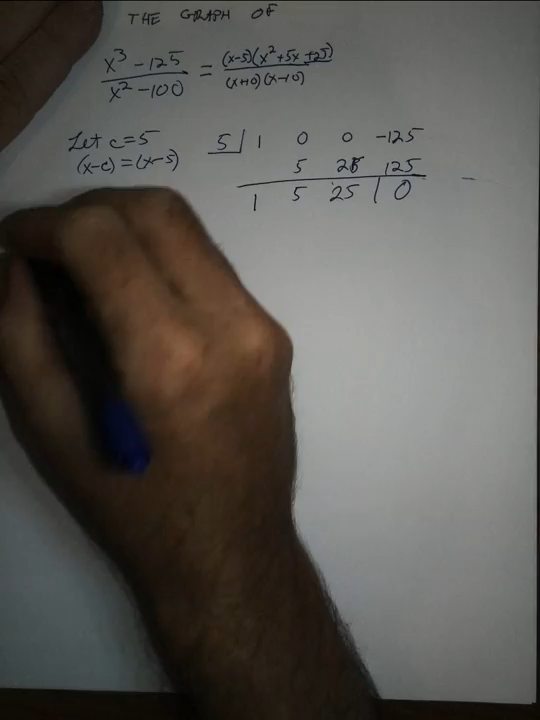 THE GRAPH OF
x³-125 / x²-100 = (x-5)(x²+5x+25) / (x+10)(x-10)
Let c=5
(x-c)=(x-5)
5 | 1 0 0 -125
5 25 125
1 5 25 | 0